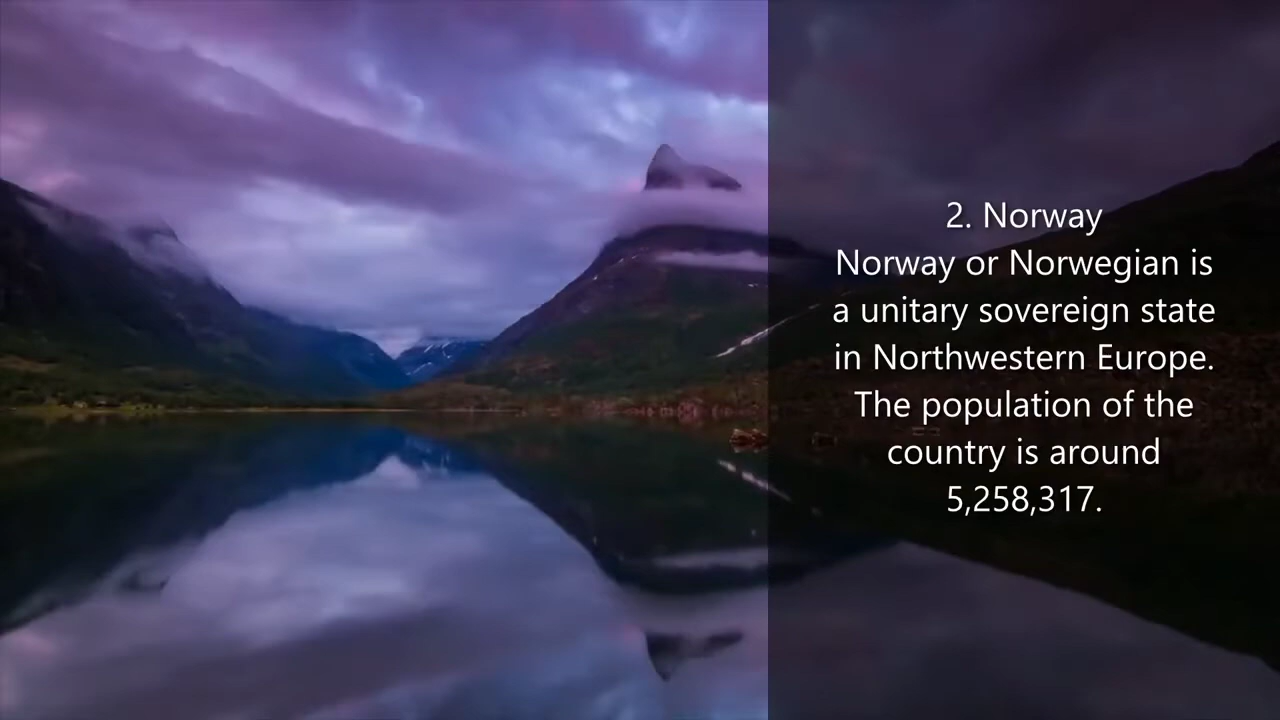 2. Norway
Norway or Norwegian is
a unitary sovereign state
in Northwestern Europe.
The population of the
country is around
5,258,317.